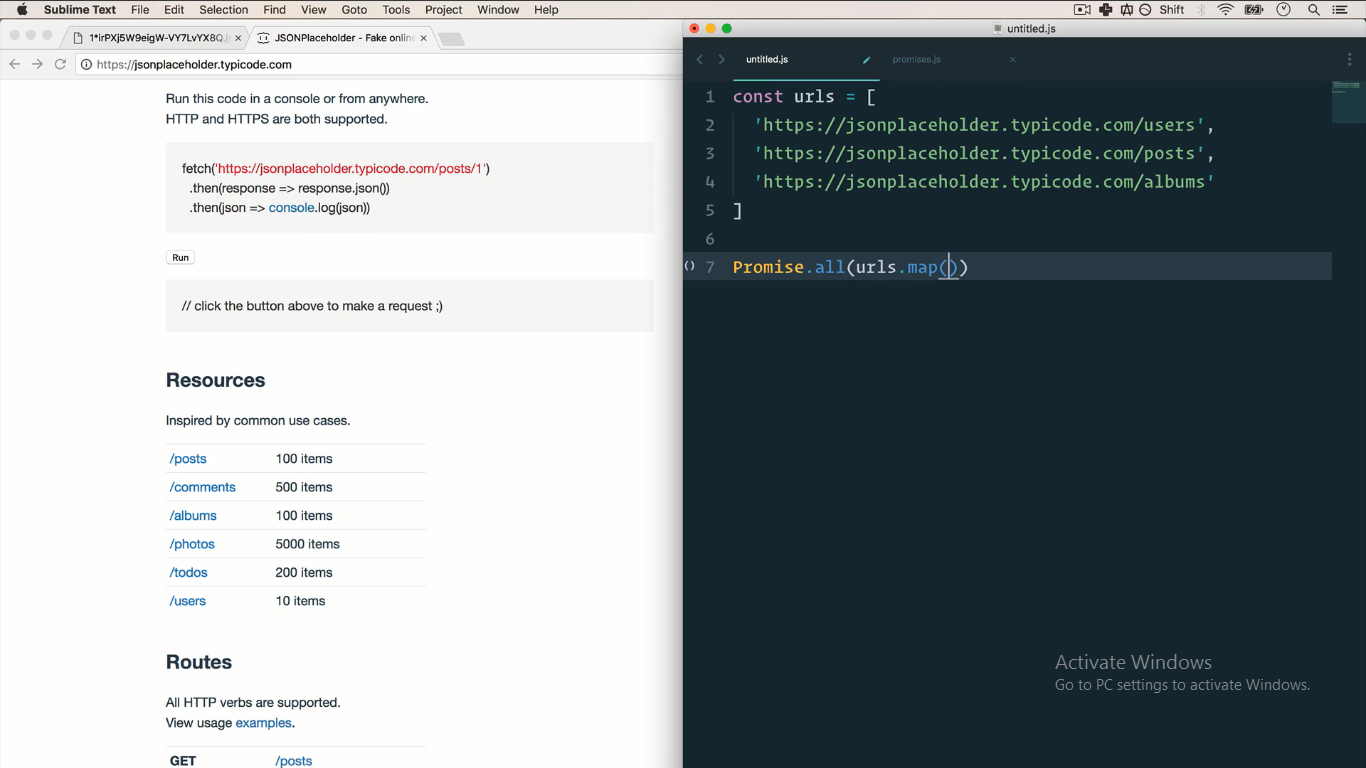 Sublime Text File Edit Selection Find View Goto Tools Project Window Help Shift
1*irPXj5W9eigW-VY7LvYX8Q.j
JSONPlaceholder - Fake online
https://jsonplaceholder.typicode.com
Run this code in a console or from anywhere.
HTTP and HTTPS are both supported.
fetch('https://jsonplaceholder.typicode.com/posts/1')
.then(response => response.json())
.then(json => console.log(json))
Run
// click the button above to make a request ;)
Resources
Inspired by common use cases.
/posts 100 items
/comments 500 items
/albums 100 items
/photos 5000 items
/todos 200 items
/users 10 items
Routes
All HTTP verbs are supported.
View usage examples.
GET /posts
untitled.js
untitled.js promises.js
1 const urls = [
2 'https://jsonplaceholder.typicode.com/users',
3 'https://jsonplaceholder.typicode.com/posts',
4 'https://jsonplaceholder.typicode.com/albums'
5 ]
6
() 7 Promise.all(urls.map())
Activate Windows
Go to PC settings to activate Windows.